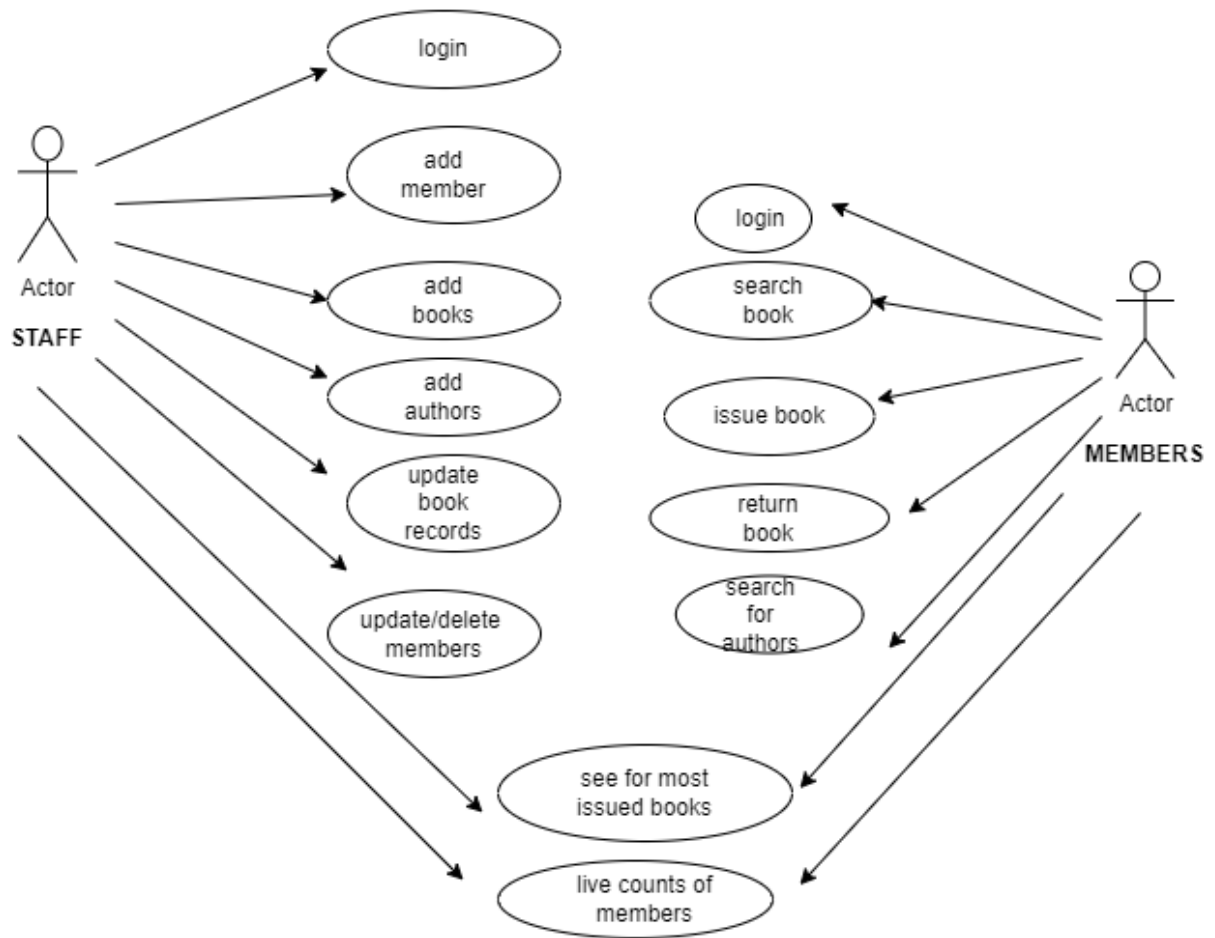 login
add
member
add
books
add
authors
update
book
records
update/delete
members
Actor
STAFF
login
search
book
issue book
return
book
search
for
authors
Actor
MEMBERS
see for most
issued books
live counts of
members